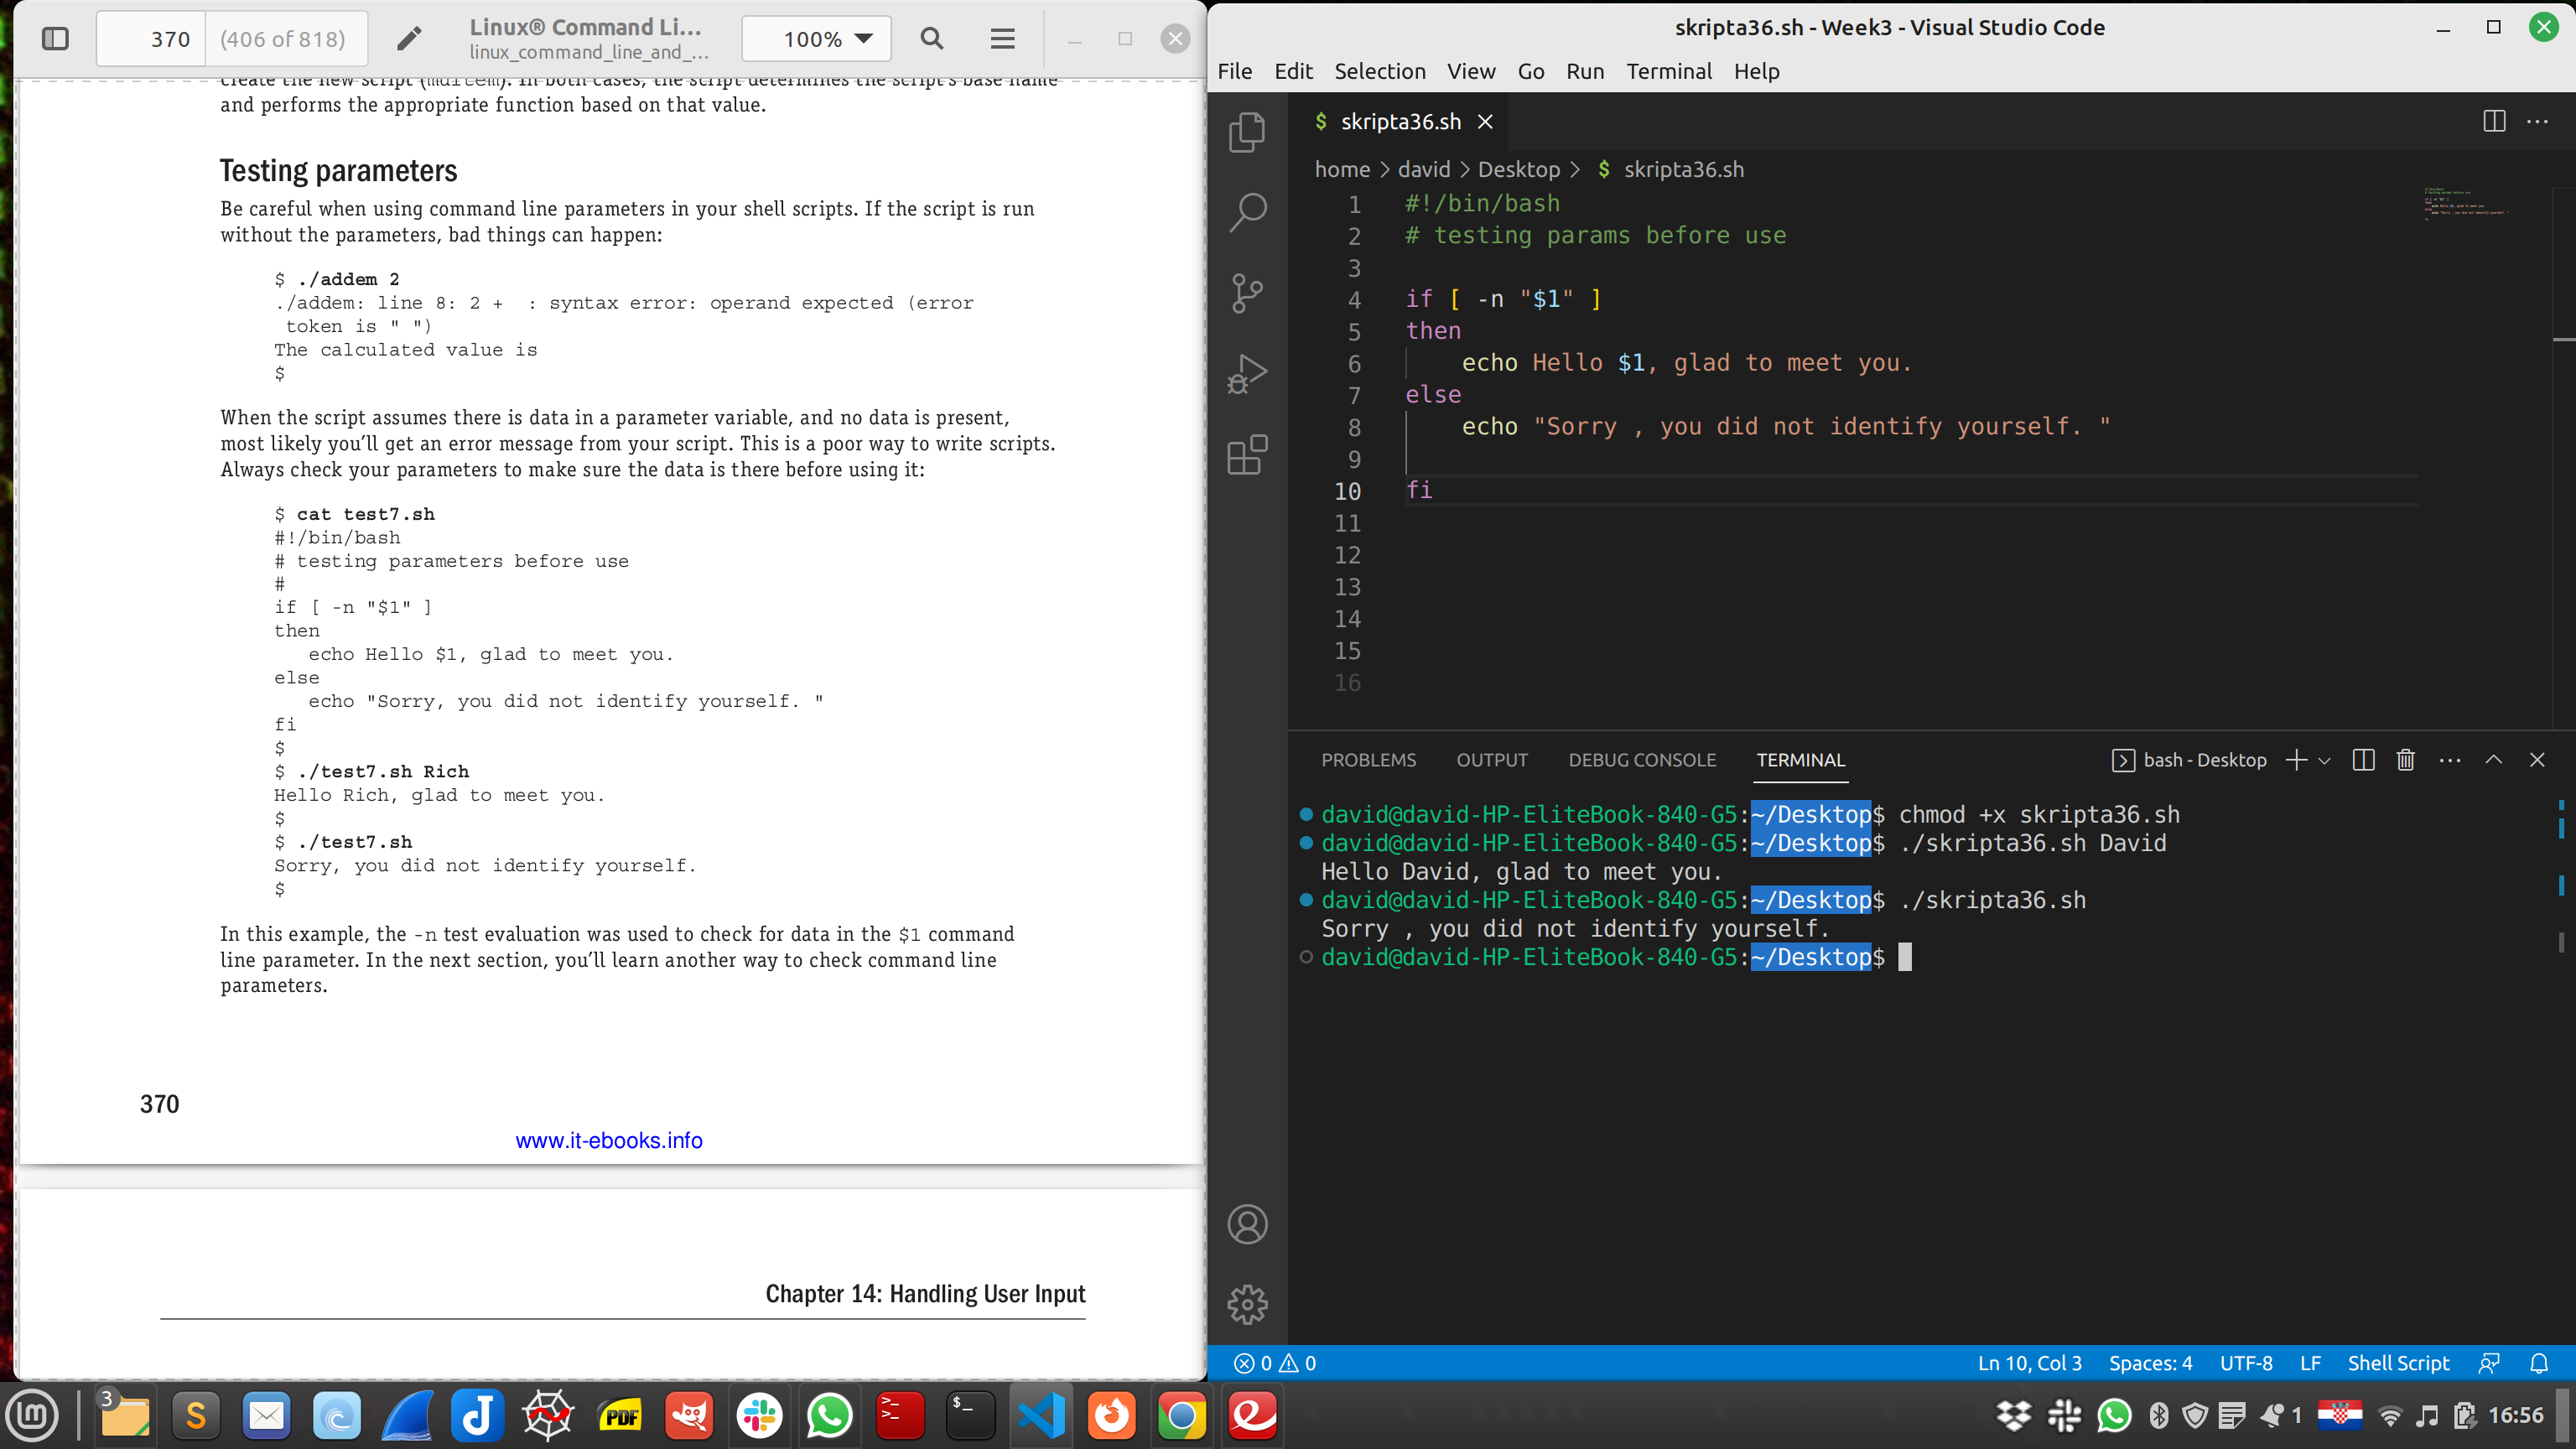 370
(406 of 818)
Linux® Command Li...
linux_command_line_and_...
100%
create the new script (multem). In both cases, the script determines the script's base name
and performs the appropriate function based on that value.
Testing parameters
Be careful when using command line parameters in your shell scripts. If the script is run
without the parameters, bad things can happen:
$ ./addem 2
./addem: line 8: 2 +  : syntax error: operand expected (error
 token is " ")
The calculated value is
$
When the script assumes there is data in a parameter variable, and no data is present,
most likely you'll get an error message from your script. This is a poor way to write scripts.
Always check your parameters to make sure the data is there before using it:
$ cat test7.sh
#!/bin/bash
# testing parameters before use
#
if [ -n "$1" ]
then
   echo Hello $1, glad to meet you.
else
   echo "Sorry, you did not identify yourself. "
fi
$
$ ./test7.sh Rich
Hello Rich, glad to meet you.
$
$ ./test7.sh
Sorry, you did not identify yourself.
$
In this example, the -n test evaluation was used to check for data in the $1 command
line parameter. In the next section, you'll learn another way to check command line
parameters.
370
www.it-ebooks.info
Chapter 14: Handling User Input
skripta36.sh - Week3 - Visual Studio Code
File Edit Selection View Go Run Terminal Help
$ skripta36.sh
home > david > Desktop > $ skripta36.sh
1 #!/bin/bash
2 # testing params before use
3
4 if [ -n "$1" ]
5 then
6     echo Hello $1, glad to meet you.
7 else
8     echo "Sorry , you did not identify yourself. "
9
10 fi
11
12
13
14
15
16
PROBLEMS OUTPUT DEBUG CONSOLE TERMINAL
bash - Desktop
david@david-HP-EliteBook-840-G5:~/Desktop$ chmod +x skripta36.sh
david@david-HP-EliteBook-840-G5:~/Desktop$ ./skripta36.sh David
Hello David, glad to meet you.
david@david-HP-EliteBook-840-G5:~/Desktop$ ./skripta36.sh
Sorry , you did not identify yourself.
david@david-HP-EliteBook-840-G5:~/Desktop$
0 0
Ln 10, Col 3 Spaces: 4 UTF-8 LF Shell Script
3
S
PDF
$_
1
16:56